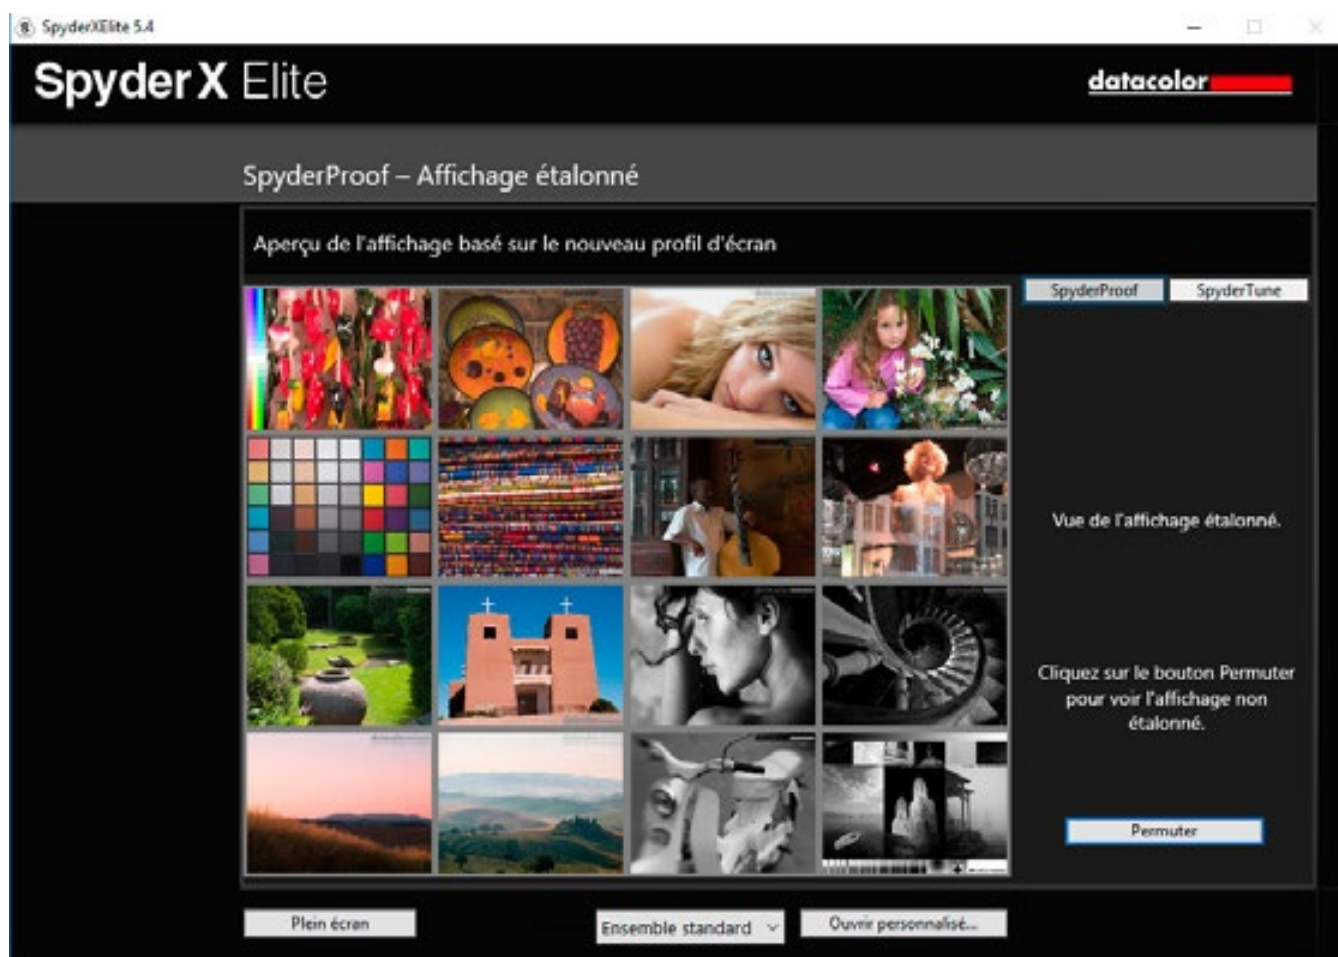 SpyderXElite 5.4
Spyder X Elite
datacolor
SpyderProof – Affichage étalonné
Aperçu de l'affichage basé sur le nouveau profil d'écran
SpyderProof
SpyderTune
Vue de l'affichage étalonné.
Cliquez sur le bouton Permuter
pour voir l'affichage non
étalonné.
Permuter
Plein écran
Ensemble standard
Ouvrir personnalisé...